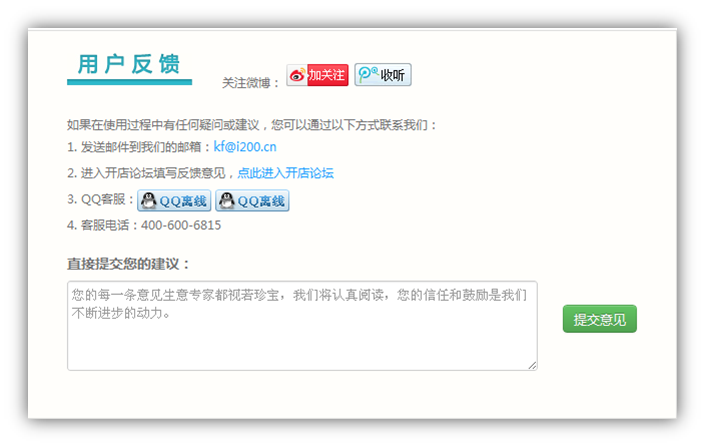 用户反馈
关注微博： 加关注 收听
如果在使用过程中有任何疑问或建议，您可以通过以下方式联系我们：
1. 发送邮件到我们的邮�：kf@i200.cn
2. 进入开店论坛填写反馈意见，点此进入开店论坛
3. QQ客服： QQ离线 QQ离线
4. 客服电话：400-600-6815
直接提交您的建议：
您的每一条意见生意专家都视若珍宝，我们将认真阅读，您的信任和鼓励是我们
不断进步的动力。
提交意见